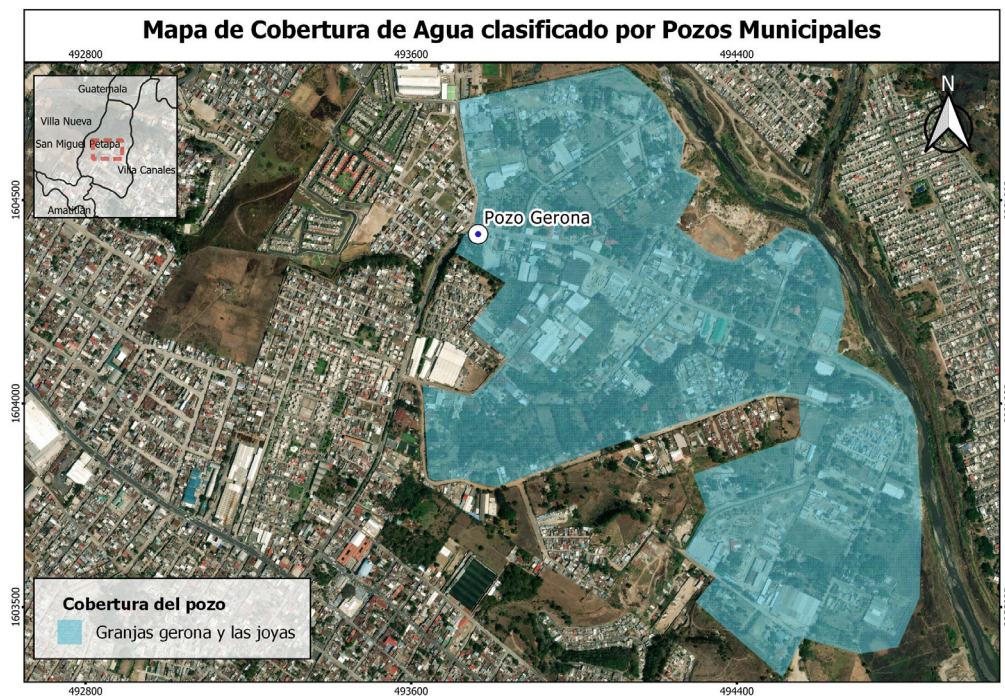 Mapa de Cobertura de Agua clasificado por Pozos Municipales
492800
493600
494400
Guatemala
Villa Nueva
San Miguel Petapa
Villa Canales
Amatitlán
N
1604500
Pozo Gerona
1604000
1603500
Cobertura del pozo
Granjas gerona y las joyas
492800
493600
494400